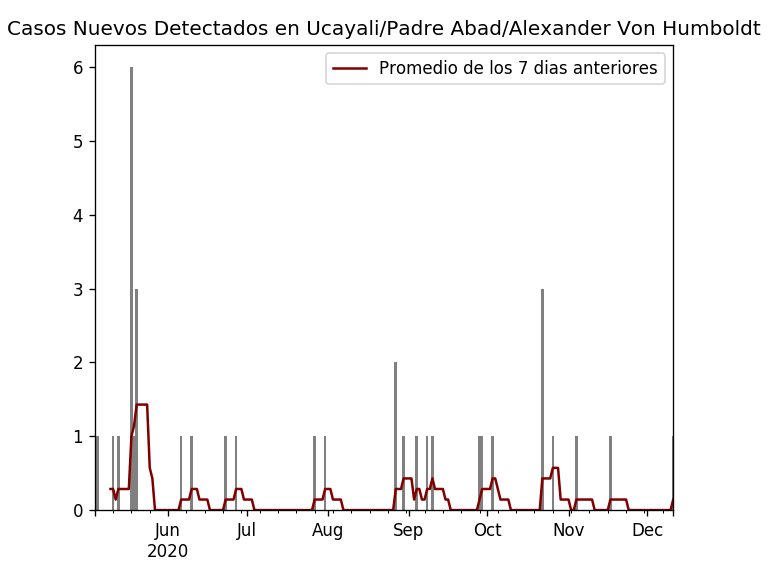 Casos Nuevos Detectados en Ucayali/Padre Abad/Alexander Von Humboldt
Promedio de los 7 dias anteriores
6
5
4
3
2
1
0
Jun Jul Aug Sep Oct Nov Dec
2020